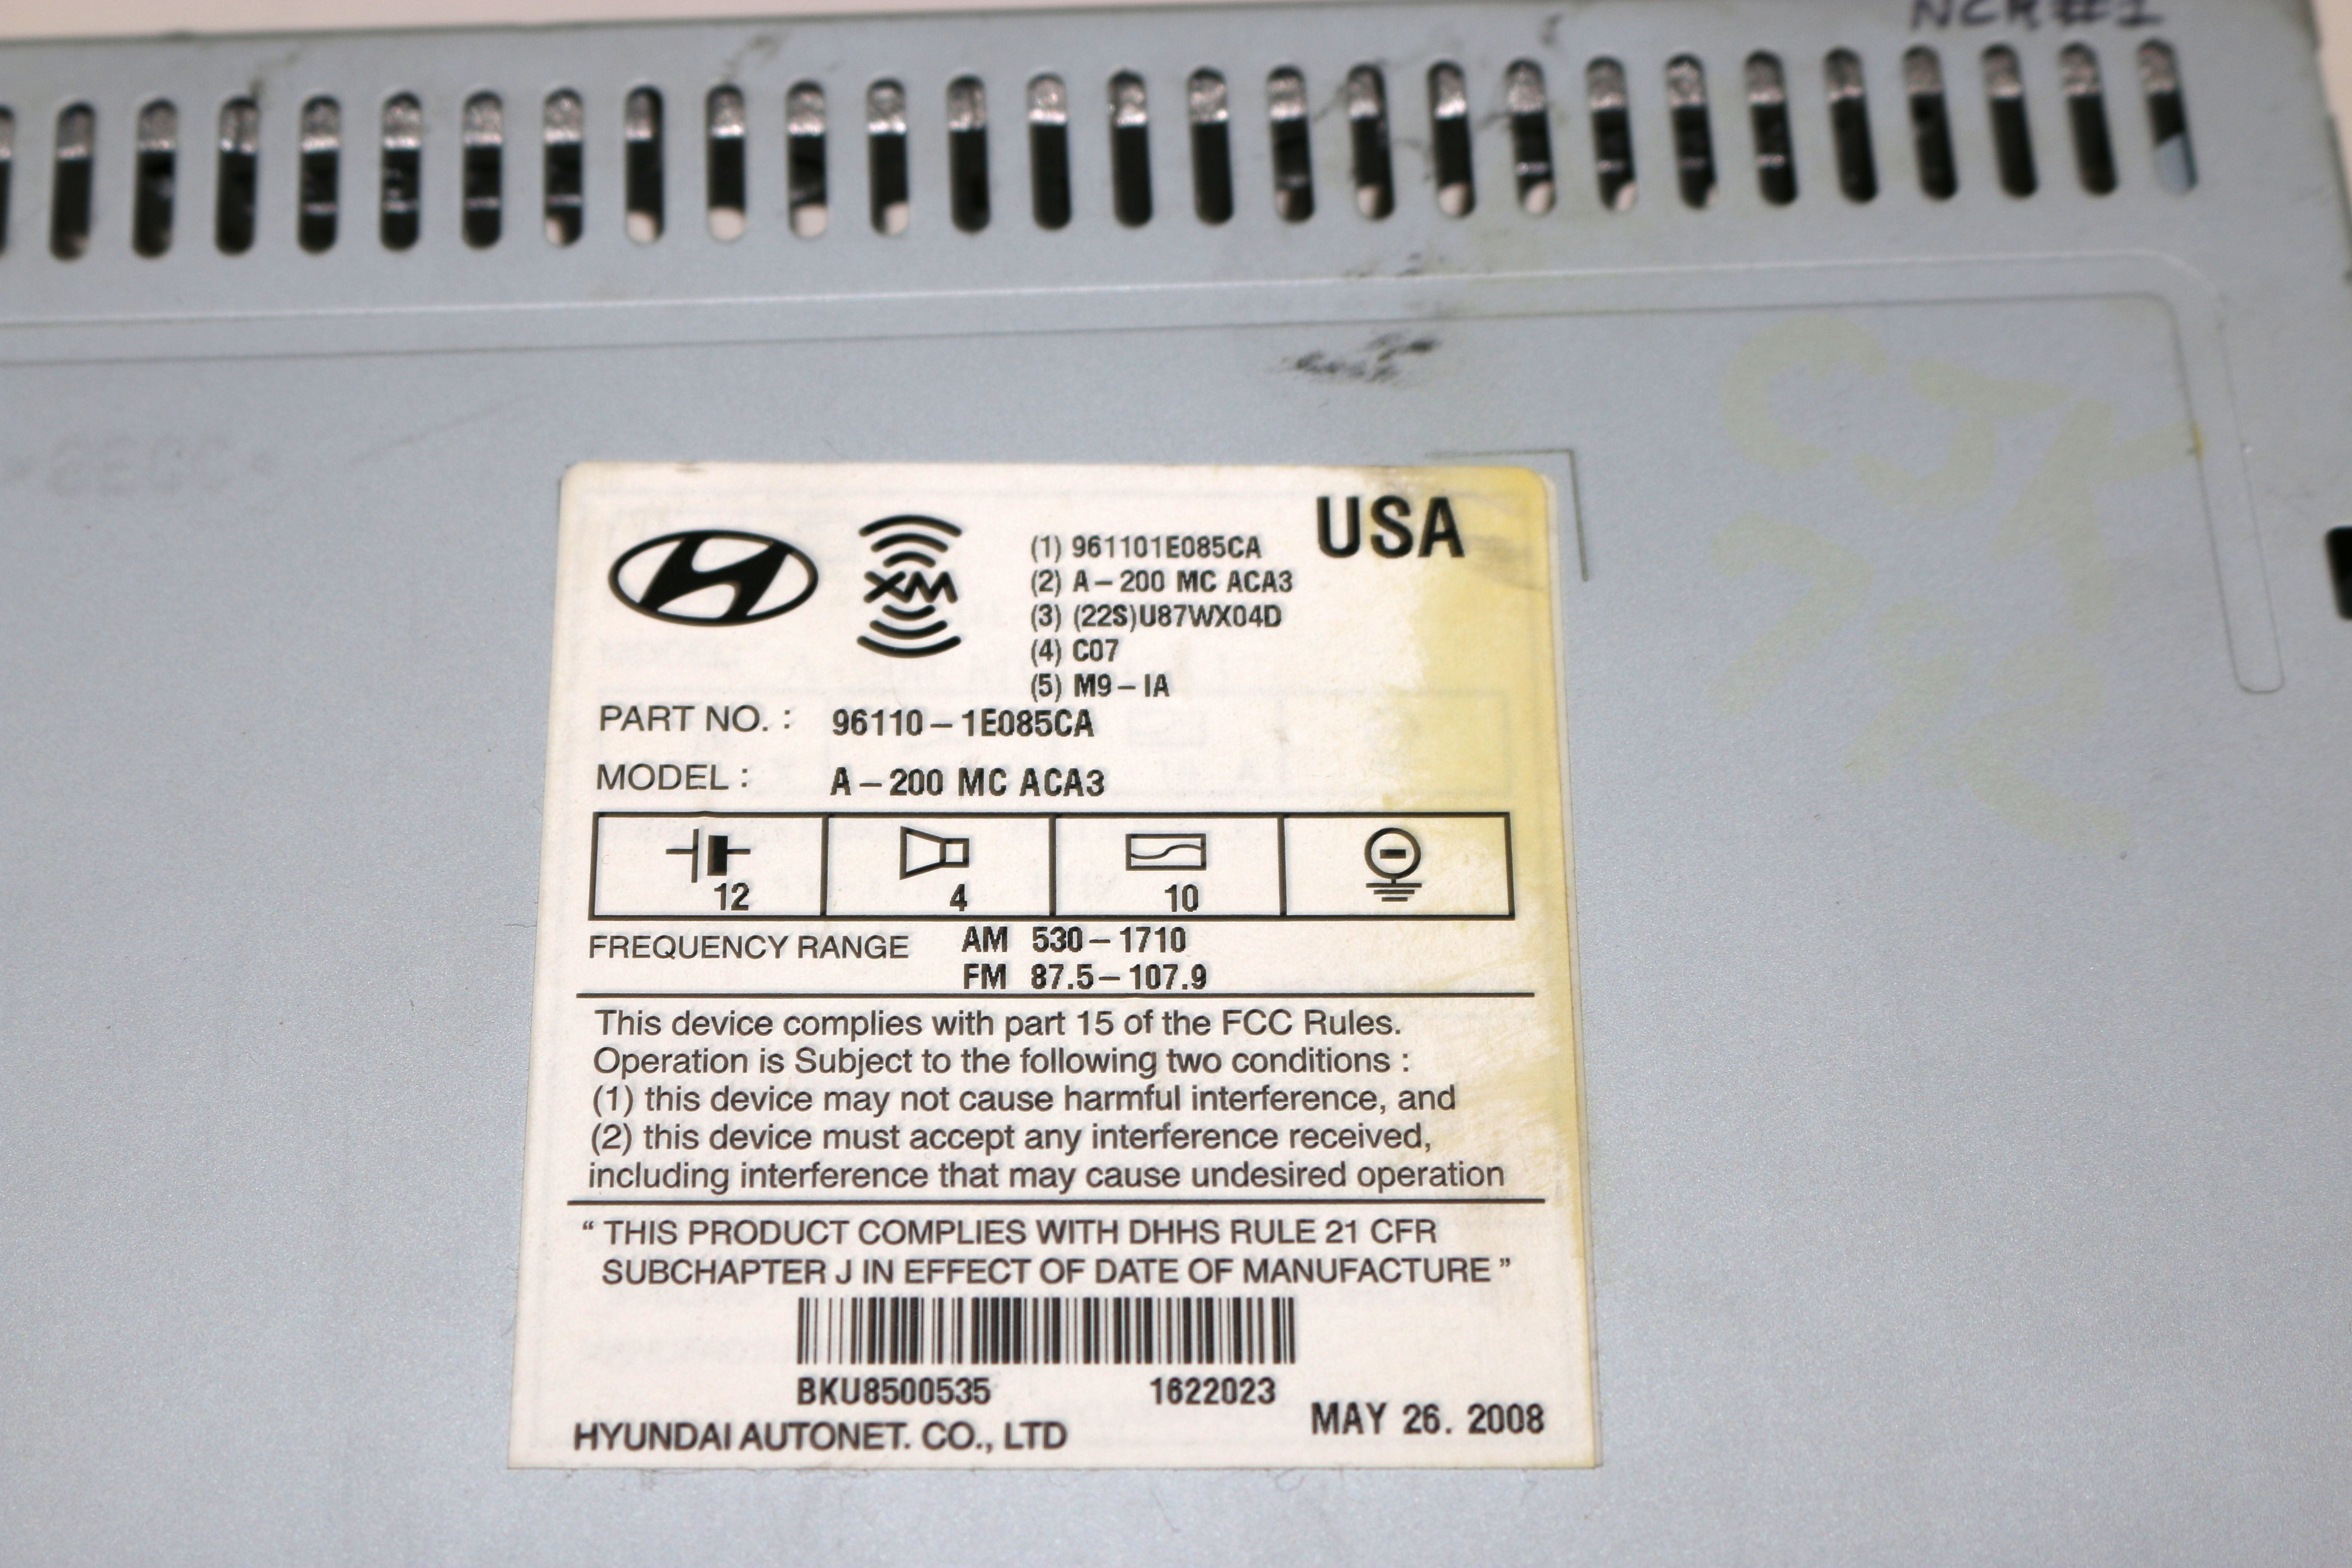 NCR#1
USA
XM
(1) 961101E085CA
(2) A-200 MC ACA3
(3) (22S)U87WX04D
(4) C07
(5) M9-IA
PART NO. : 96110-1E085CA
MODEL : A-200 MC ACA3
12 4 10
FREQUENCY RANGE AM 530-1710
FM 87.5-107.9
This device complies with part 15 of the FCC Rules.
Operation is Subject to the following two conditions :
(1) this device may not cause harmful interference, and
(2) this device must accept any interference received,
including interference that may cause undesired operation
“ THIS PRODUCT COMPLIES WITH DHHS RULE 21 CFR
SUBCHAPTER J IN EFFECT OF DATE OF MANUFACTURE ”
BKU8500535 1622023
MAY 26. 2008
HYUNDAI AUTONET. CO., LTD